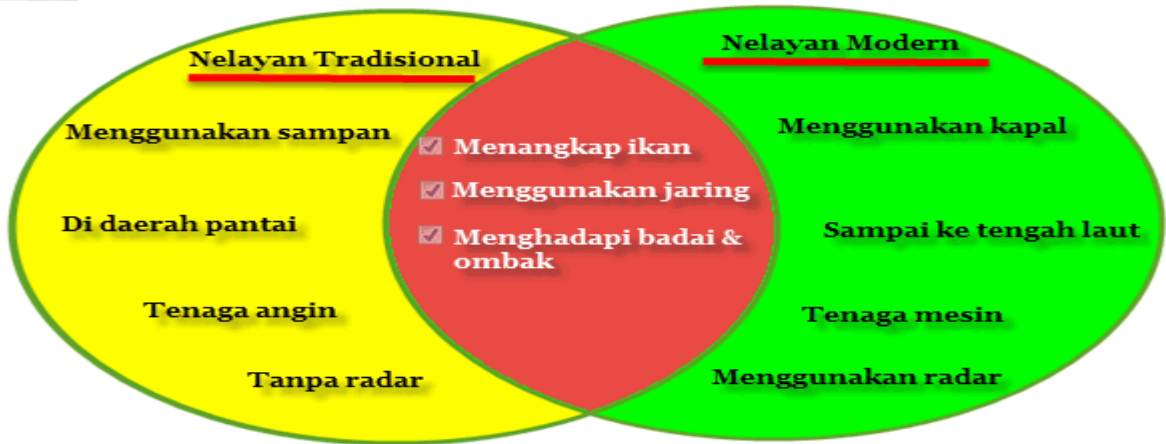 Nelayan Tradisional
Menggunakan sampan
Di daerah pantai
Tenaga angin
Tanpa radar
Menangkap ikan
Menggunakan jaring
Menghadapi badai &
ombak
Nelayan Modern
Menggunakan kapal
Sampai ke tengah laut
Tenaga mesin
Menggunakan radar